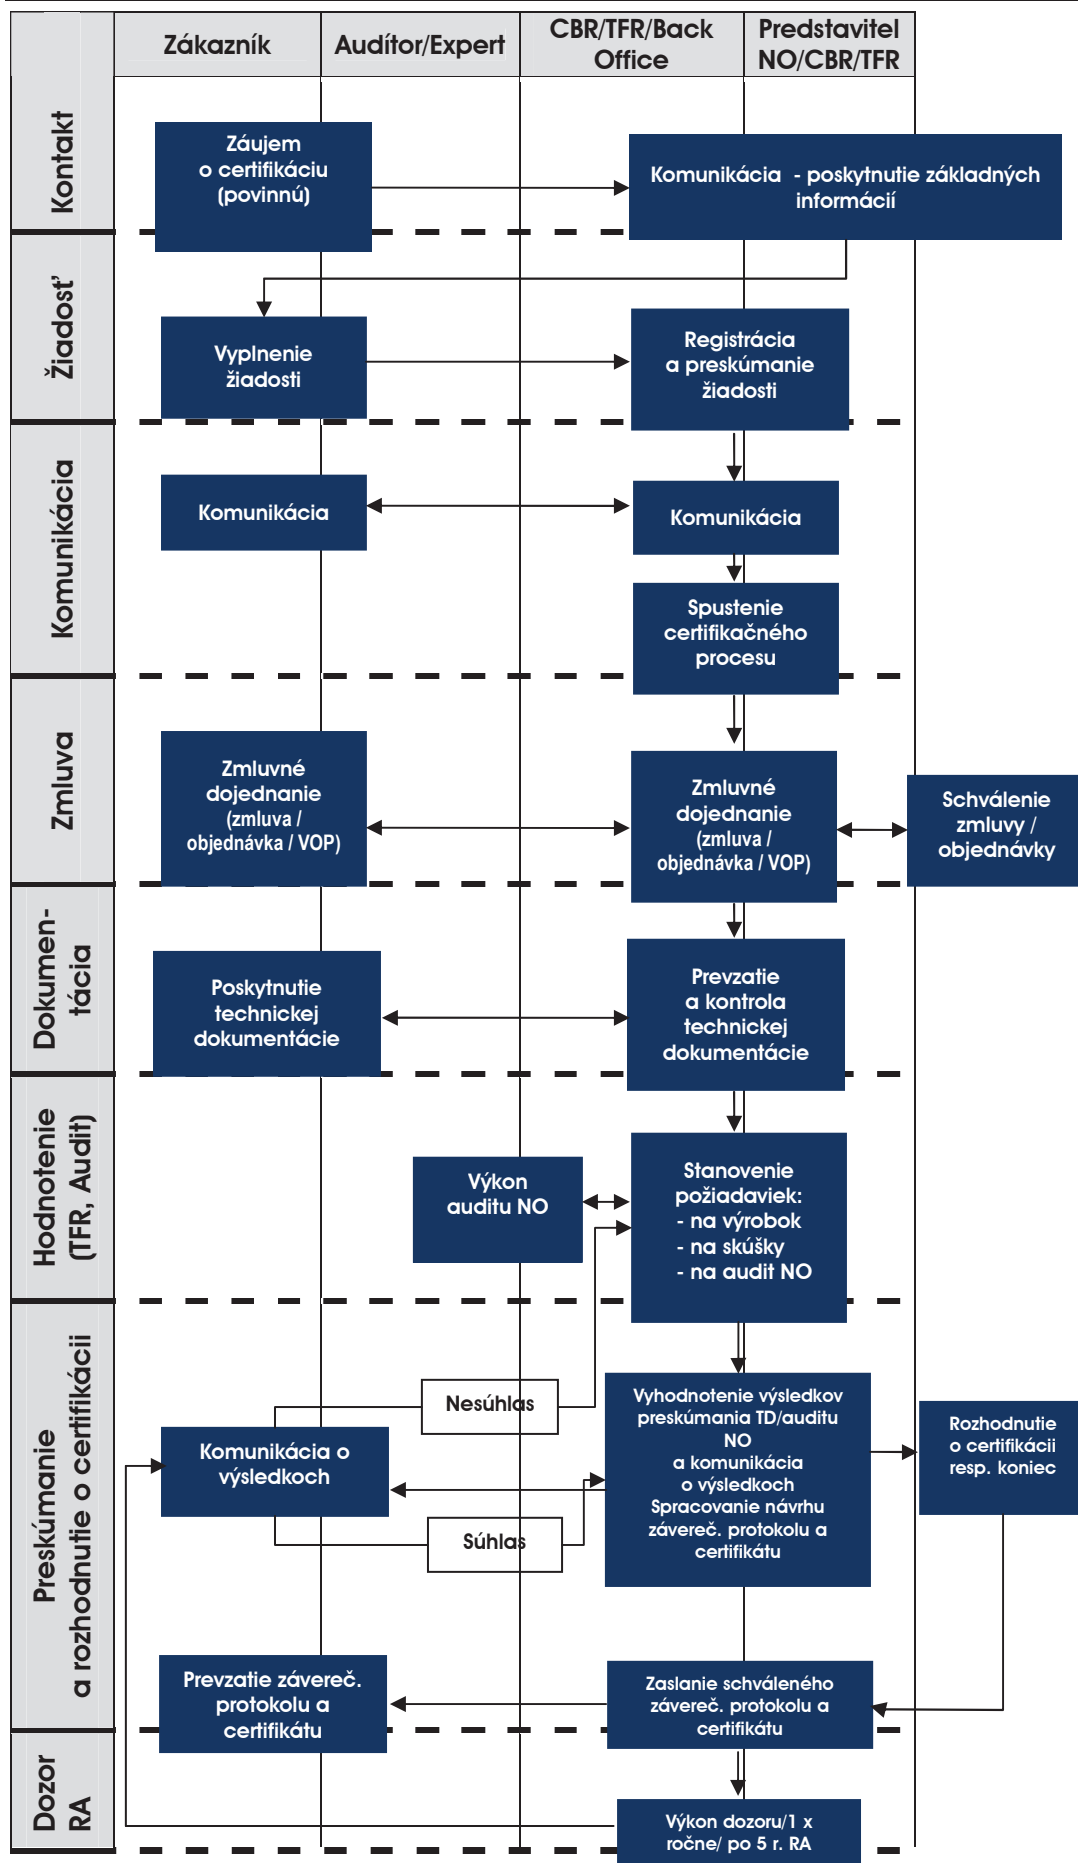 Zákazník
Audítor/Expert
CBR/TFR/Back
Office
Predstaviteľ
NO/CBR/TFR
Kontakt
Záujem
o certifikáciu
(povinnú)
Komunikácia - poskytnutie základných
informácií
Žiadosť
Vyplnenie
žiadosti
Registrácia
a preskúmanie
žiadosti
Komunikácia
Komunikácia
Komunikácia
Spustenie
certifikačného
procesu
Zmluva
Zmluvné
dojednanie
(zmluva /
objednávka / VOP)
Zmluvné
dojednanie
(zmluva /
objednávka / VOP)
Schválenie
zmluvy /
objednávky
Dokumen-
tácia
Poskytnutie
technickej
dokumentácie
Prevzatie
a kontrola
technickej
dokumentácie
Hodnotenie
(TFR, Audit)
Výkon
auditu NO
Stanovenie
požiadaviek:
- na výrobok
- na skúšky
- na audit NO
Preskúmanie
a rozhodnutie o certifikácii
Nesúhlas
Komunikácia o
výsledkoch
Súhlas
Vyhodnotenie výsledkov
preskúmania TD/auditu
NO
a komunikácia
o výsledkoch
Spracovanie návrhu
závereč. protokolu a
certifikátu
Rozhodnutie
o certifikácii
resp. koniec
Prevzatie závereč.
protokolu a
certifikátu
Zaslanie schváleného
závereč. protokolu a
certifikátu
Dozor
RA
Výkon dozoru/1 x
ročne/ po 5 r. RA